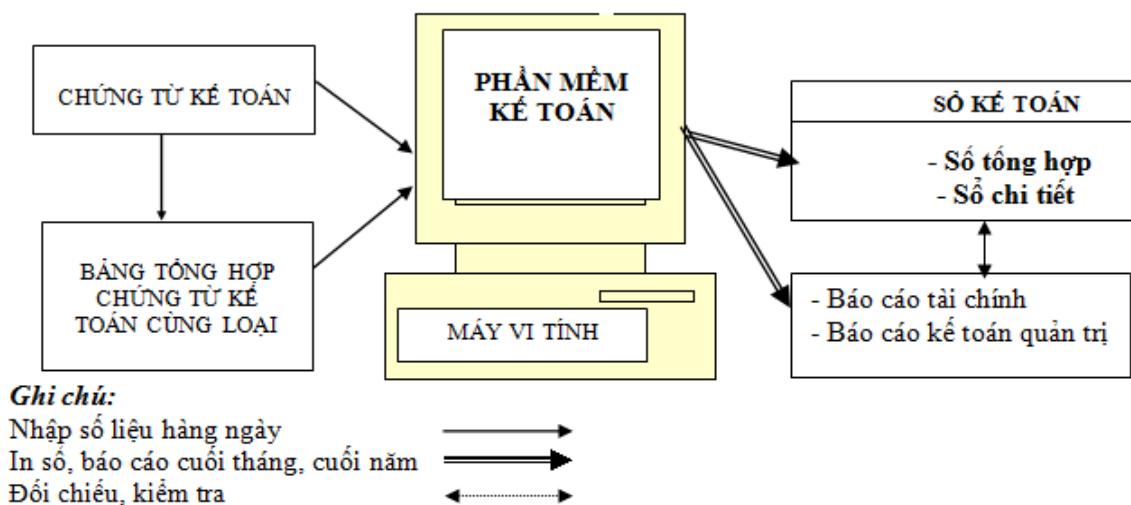 CHỨNG TỪ KẾ TOÁN
BẢNG TỔNG HỢP
CHỨNG TỪ KẾ
TOÁN CÙNG LOẠI
PHẦN MỀM
KẾ TOÁN
MÁY VI TÍNH
SỔ KẾ TOÁN
- Số tổng hợp
- Sổ chi tiết
- Báo cáo tài chính
- Báo cáo kế toán quản trị
Ghi chú:
Nhập số liệu hàng ngày
In số, báo cáo cuối tháng, cuối năm
Đối chiếu, kiểm tra